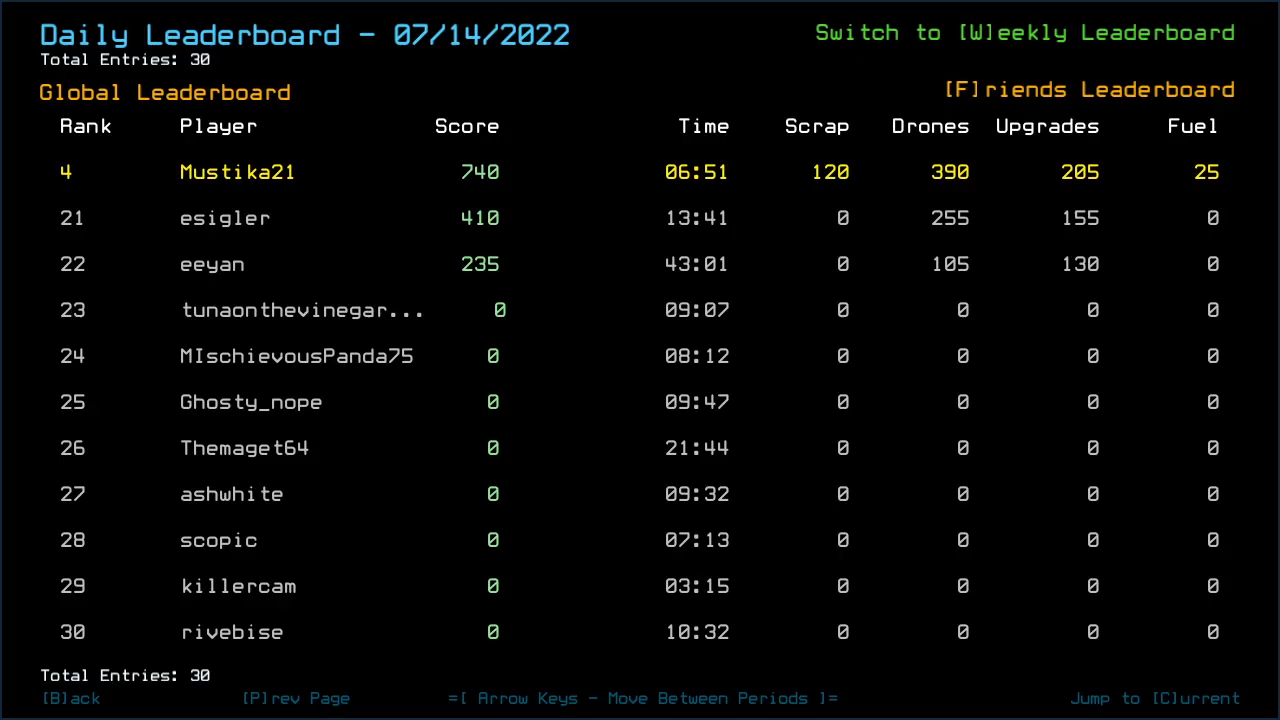 Daily Leaderboard - 07/14/2022 Switch to [W]eekly Leaderboard
Total Entries: 30
Global Leaderboard [F]riends Leaderboard
Rank Player Score Time Scrap Drones Upgrades Fuel
4 Mustika21 740 06:51 120 390 205 25
21 esigler 410 13:41 0 255 155 0
22 eeyan 235 43:01 0 105 130 0
23 tunaonthevinegar... 0 09:07 0 0 0 0
24 MIschievousPanda75 0 08:12 0 0 0 0
25 Ghosty_nope 0 09:47 0 0 0 0
26 Themaget64 0 21:44 0 0 0 0
27 ashwhite 0 09:32 0 0 0 0
28 scopic 0 07:13 0 0 0 0
29 killercam 0 03:15 0 0 0 0
30 rivebise 0 10:32 0 0 0 0
Total Entries: 30
[B]ack [P]rev Page =[ Arrow Keys - Move Between Periods ]= Jump to [C]urrent